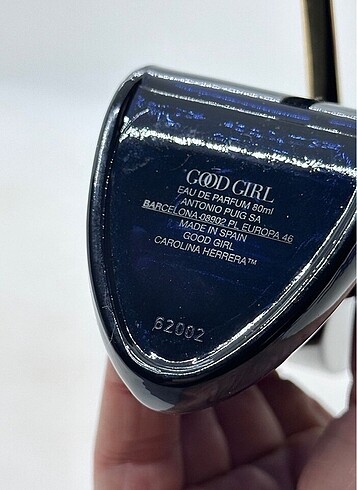 GOOD GIRL
EAU DE PARFUM 80ml
ANTONIO PUIG SA
BARCELONA-08902 PL EUROPA 46
MADE IN SPAIN
GOOD GIRL
CAROLINA HERRERA™
62002